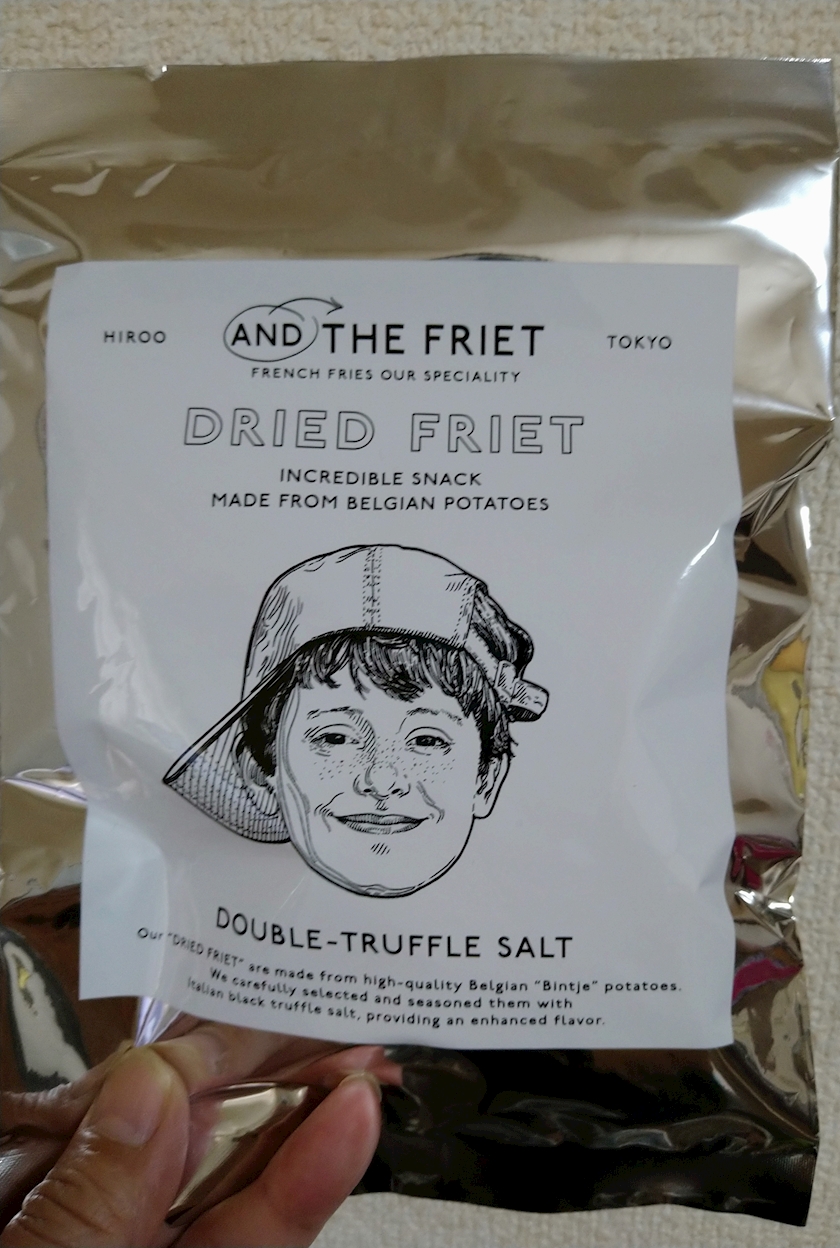 HIROO
AND THE FRIET
TOKYO
FRENCH FRIES OUR SPECIALITY
DRIED FRIET
INCREDIBLE SNACK
MADE FROM BELGIAN POTATOES
DOUBLE-TRUFFLE SALT
Our "DRIED FRIET" are made from high-quality Belgian "Bintje" potatoes.
We carefully selected and seasoned them with
Italian black truffle salt, providing an enhanced flavor.